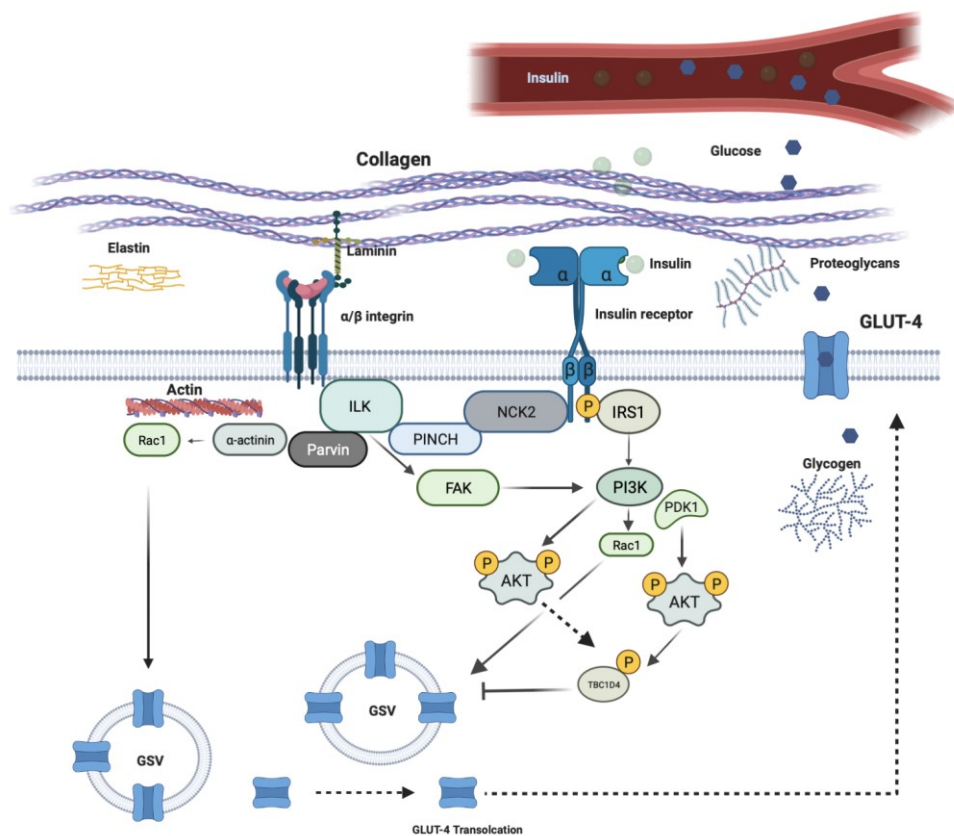 Insulin
Collagen
Glucose
Elastin
Laminin
α
α
Insulin
Proteoglycans
α/β integrin
Insulin receptor
GLUT-4
β
β
Actin
ILK
NCK2
P
IRS1
Rac1
α-actinin
Parvin
PINCH
Glycogen
FAK
PI3K
PDK1
Rac1
P
P
AKT
P
P
AKT
P
TBC1D4
GSV
GSV
GLUT-4 Transolcation